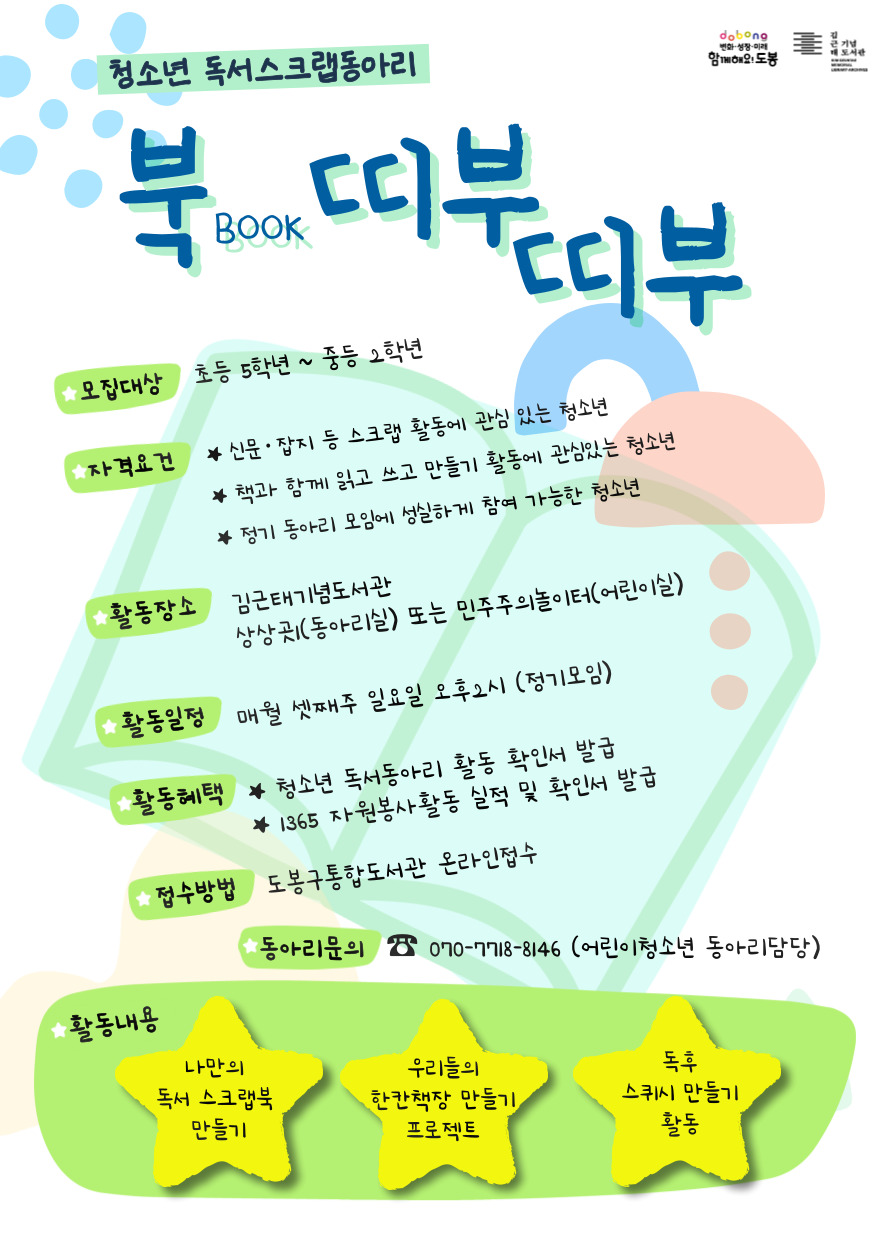 dobong
변화·성장·미래
함께해요! 도봉
김
근기념
태도서관
KIM GEUNTAE
MEMORIAL
LIBRARY·ARCHIVES
청소년 독서스크랩동아리
북 BOOK 띠부
띠부
모집대상 초등 5학년 ~ 중등 2학년
자격요건 ★ 신문·잡지 등 스크랩 활동에 관심 있는 청소년
★ 책과 함께 읽고 쓰고 만들기 활동에 관심있는 청소년
★ 정기 동아리 모임에 성실하게 참여 가능한 청소년
활동장소 김근태기념도서관
상상곳(동아리실) 또는 민주주의놀이터(어린이실)
활동일정 매월 셋째주 일요일 오후2시 (정기모임)
활동혜택 ★ 청소년 독서동아리 활동 확인서 발급
★ 1365 자원봉사활동 실적 및 확인서 발급
접수방법 도봉구통합도서관 온라인접수
동아리문의 ☎ 070-7718-8146 (어린이청소년 동아리담당)
활동내용
나만의
독서 스크랩북
만들기
우리들의
한칸책장 만들기
프로젝트
독후
스퀴시 만들기
활동